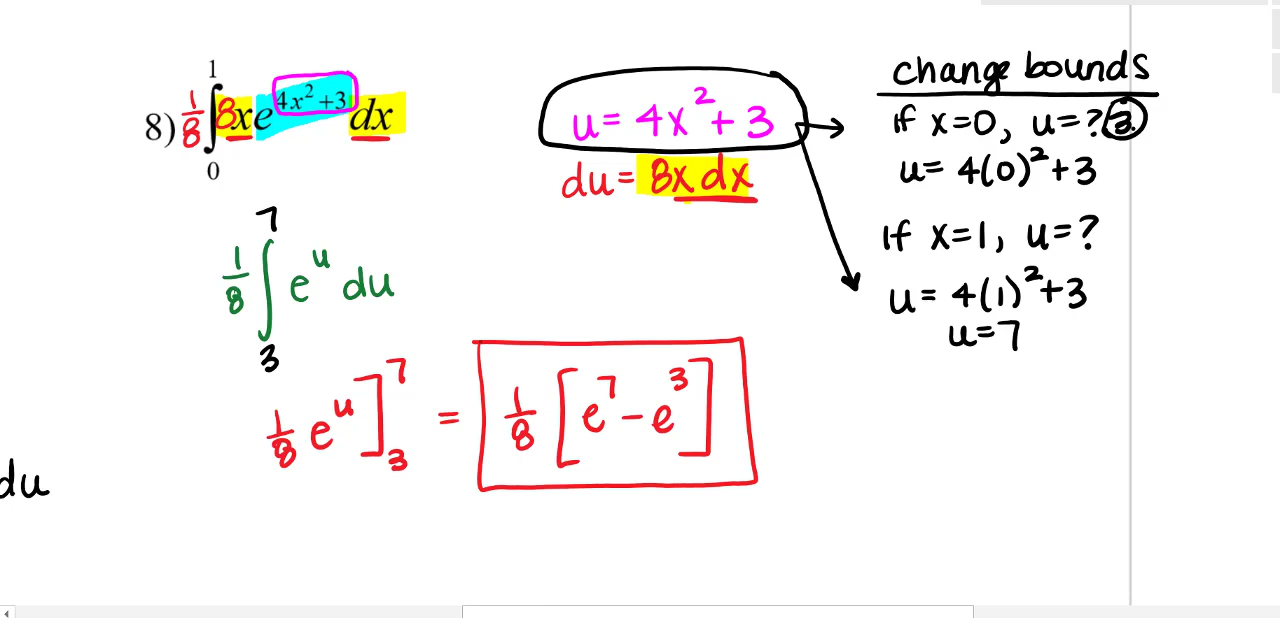 8) 1/8 ∫₀¹ 8x e^(4x² + 3) dx
u = 4x² + 3
du = 8x dx
1/8 ∫₃⁷ e^u du
1/8 e^u ]₃⁷ = 1/8 [e⁷ - e³]
du
change bounds
if x=0, u=? 3
u= 4(0)² + 3
if x=1, u=?
u= 4(1)² + 3
u=7